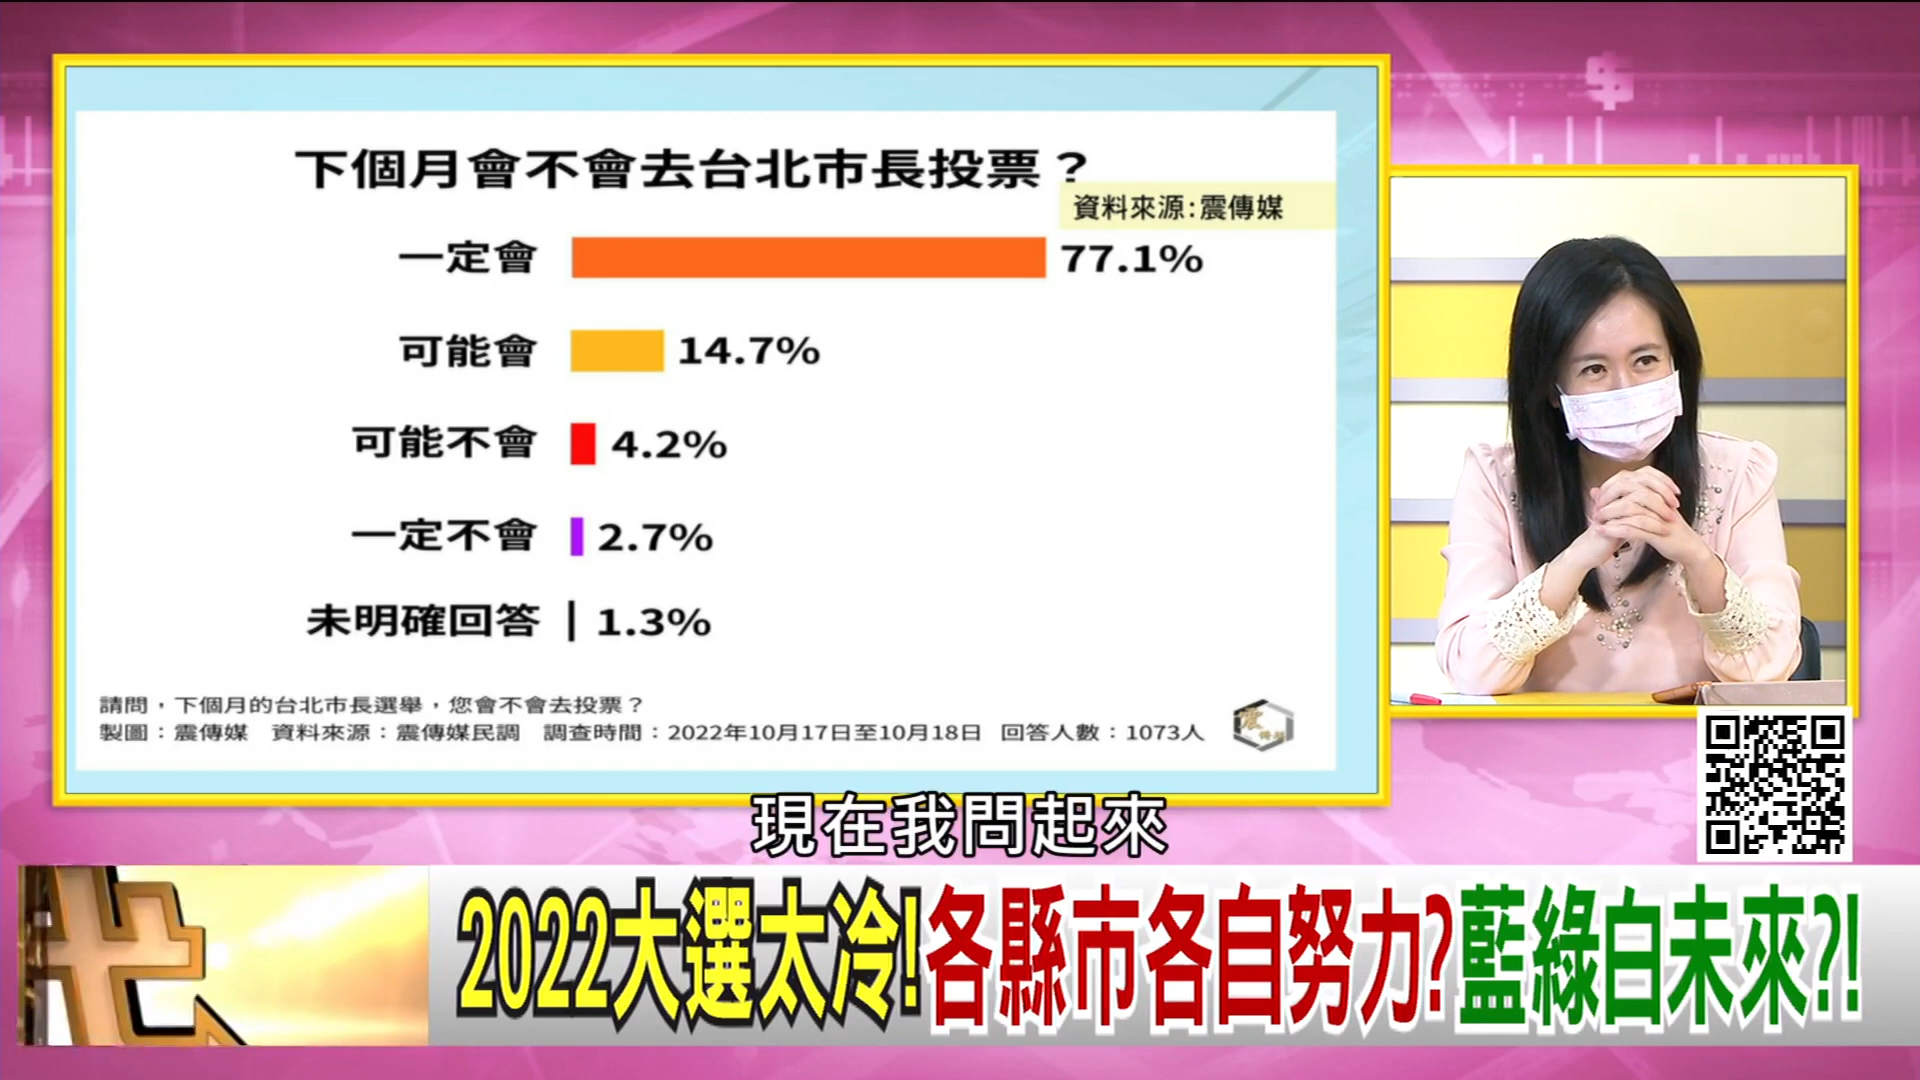 下個月會不會去台北市長投票？
資料來源:震傳媒
一定會 77.1%
可能會 14.7%
可能不會 4.2%
一定不會 2.7%
未明確回答 1.3%
請問，下個月的台北市長選舉，您會不會去投票？
製圖：震傳媒 資料來源：震傳媒民調 調查時間：2022年10月17日至10月18日 回答人數：1073人
現在我問起來
2022大選太冷!各縣市各自努力?藍綠白未來?!